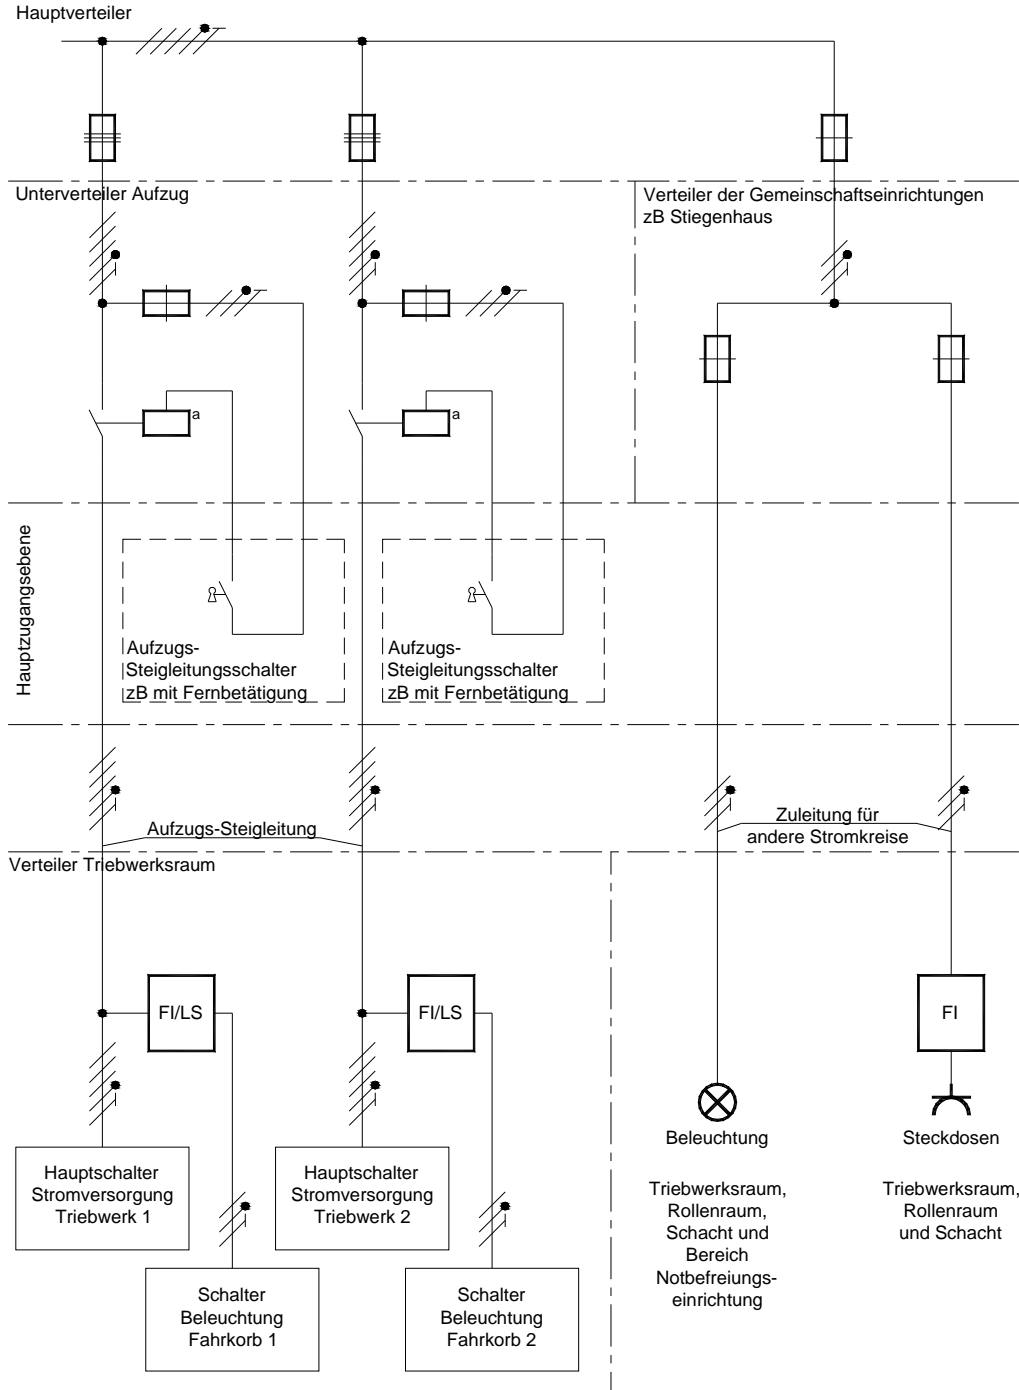 Hauptverteiler
Unterverteiler Aufzug
Verteiler der Gemeinschaftseinrichtungen
zB Stiegenhaus
a
a
Hauptzugangsebene
Aufzugs-
Steigleitungsschalter
zB mit Fernbetätigung
Aufzugs-
Steigleitungsschalter
zB mit Fernbetätigung
Aufzugs-Steigleitung
Zuleitung für
andere Stromkreise
Verteiler Triebwerksraum
FI/LS
FI/LS
FI
Hauptschalter
Stromversorgung
Triebwerk 1
Hauptschalter
Stromversorgung
Triebwerk 2
Schalter
Beleuchtung
Fahrkorb 1
Schalter
Beleuchtung
Fahrkorb 2
Beleuchtung
Triebwerksraum,
Rollenraum,
Schacht und
Bereich
Notbefreiungs-
einrichtung
Steckdosen
Triebwerksraum,
Rollenraum
und Schacht